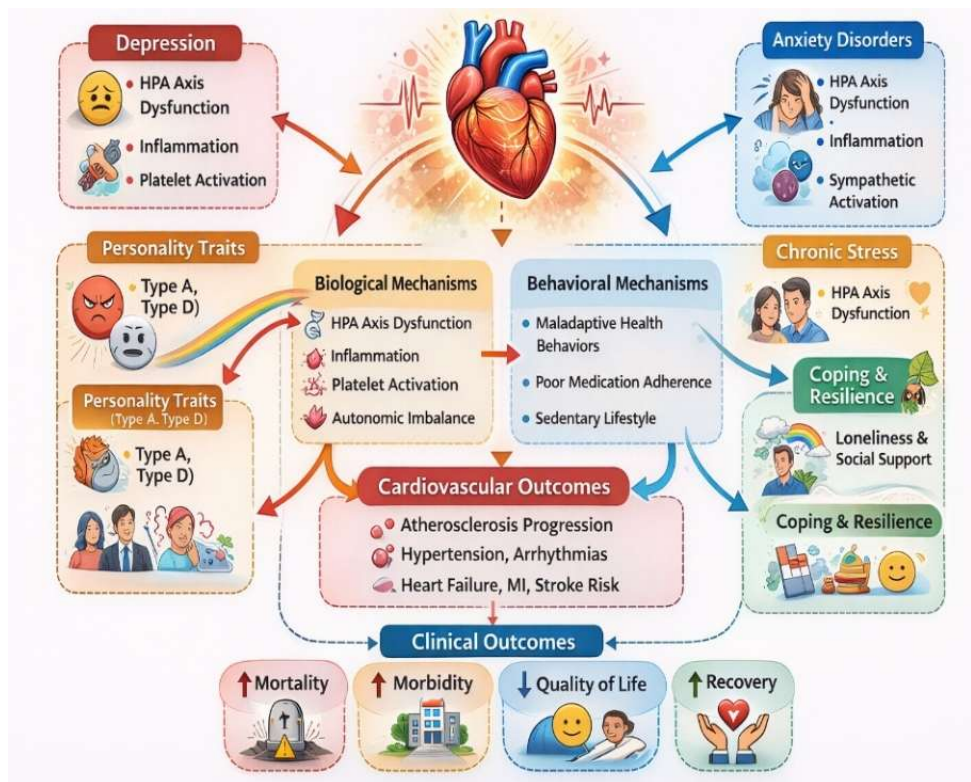 Depression
HPA Axis
Dysfunction
Inflammation
Platelet Activation
Anxiety Disorders
HPA Axis
Dysfunction
Inflammation
Sympathetic
Activation
Personality Traits
Type A,
Type D)
Personality Traits
(Type A. Type D)
Type A,
Type D)
Biological Mechanisms
HPA Axis Dysfunction
Inflammation
Platelet Activation
Autonomic Imbalance
Behavioral Mechanisms
Maladaptive Health
Behaviors
Poor Medication Adherence
Sedentary Lifestyle
Chronic Stress
HPA Axis
Dysfunction
Coping &
Resilience
Loneliness &
Social Support
Coping & Resilience
Cardiovascular Outcomes
Atherosclerosis Progression
Hypertension, Arrhythmias
Heart Failure, MI, Stroke Risk
Clinical Outcomes
↑ Mortality
↑ Morbidity
↓ Quality of Life
↑ Recovery